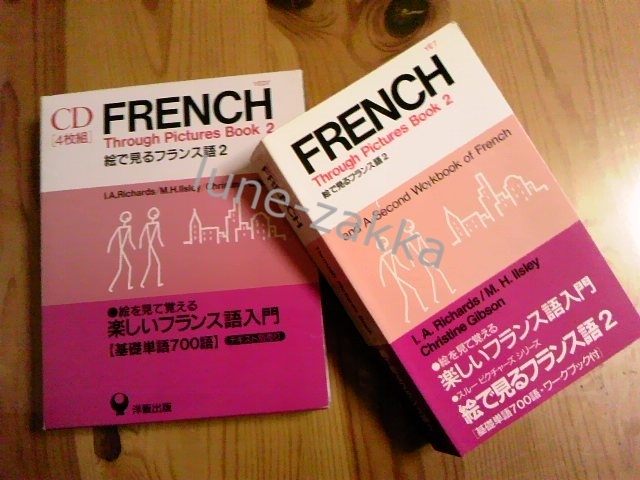 CD
[4枚組]
FRENCH
Through Pictures Book 2
絵で見るフランス語2
I.A.Richards/M.H.Ilsley/Chris
●絵を見て覚える
楽しいフランス語入門
【基礎単語700語】
洋販出版
YE7
FRENCH
Through Pictures Book 2
絵で見るフランス語2
and A Second Workbook of French
I. A. Richards/M. H. Ilsley
Christine Gibson
●絵を見て覚える
楽しいフランス語入門
●スルーピクチャーズシリーズ
絵で見るフランス語2
[基礎単語700語・ワークブック付]
FRENCH
lune-zakka